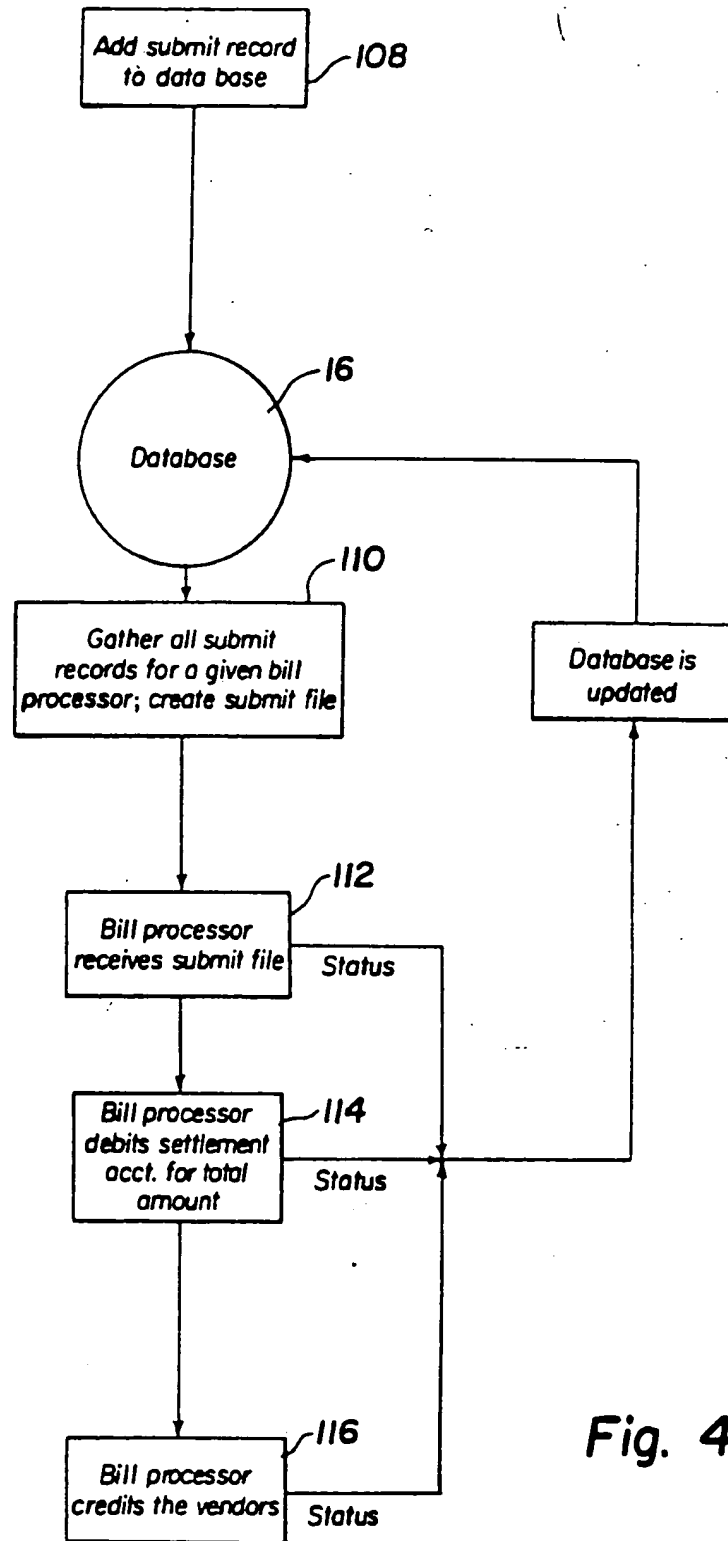 Add submit record
to data base
108
16
Database
110
Gather all submit
records for a given bill
processor; create submit file
Database is
updated
112
Bill processor
receives submit file
Status
Bill processor
debits settlement
acct. for total
amount
114
Status
116
Bill processor
credits the vendors
Status
Fig. 4